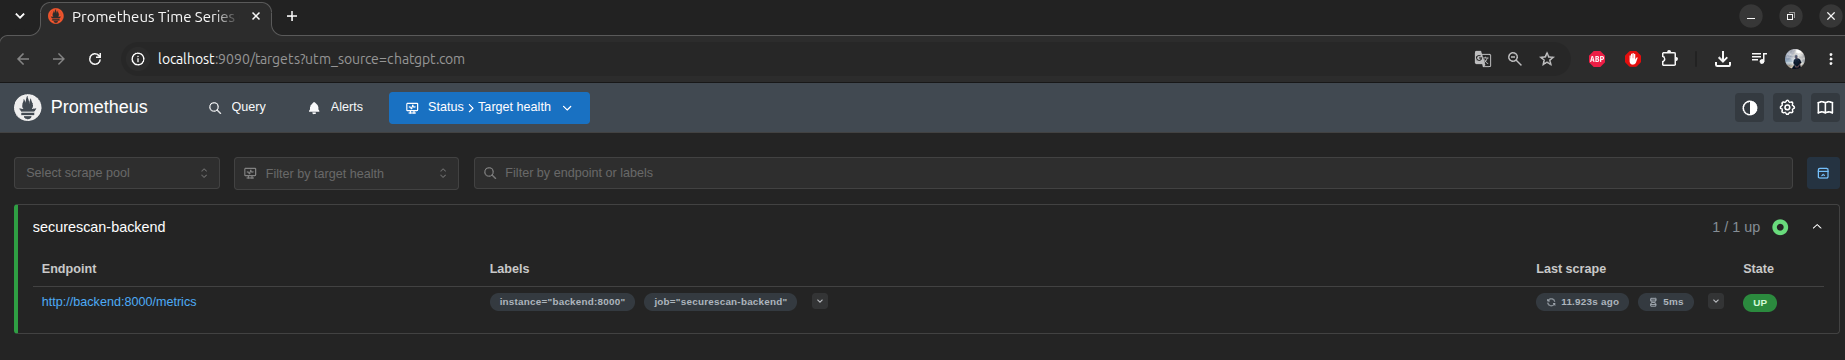 Prometheus Time Series
localhost:9090/targets?utm_source=chatgpt.com
ABP
Prometheus Query Alerts Status > Target health
Select scrape pool Filter by target health Filter by endpoint or labels
securescan-backend 1 / 1 up
Endpoint Labels Last scrape State
http://backend:8000/metrics instance="backend:8000" job="securescan-backend" 11.923s ago 5ms UP